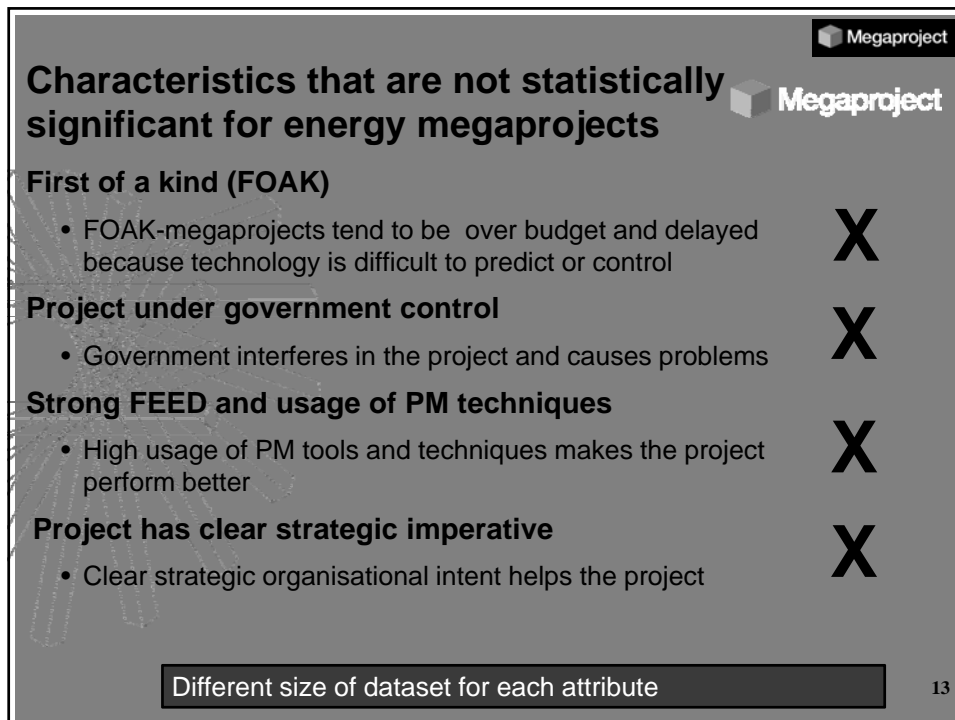 Megaproject
Characteristics that are not statistically
significant for energy megaprojects
Megaproject
First of a kind (FOAK)
• FOAK-megaprojects tend to be over budget and delayed
because technology is difficult to predict or control
X
Project under government control
• Government interferes in the project and causes problems
X
Strong FEED and usage of PM techniques
• High usage of PM tools and techniques makes the project
perform better
X
Project has clear strategic imperative
• Clear strategic organisational intent helps the project
X
Different size of dataset for each attribute
13